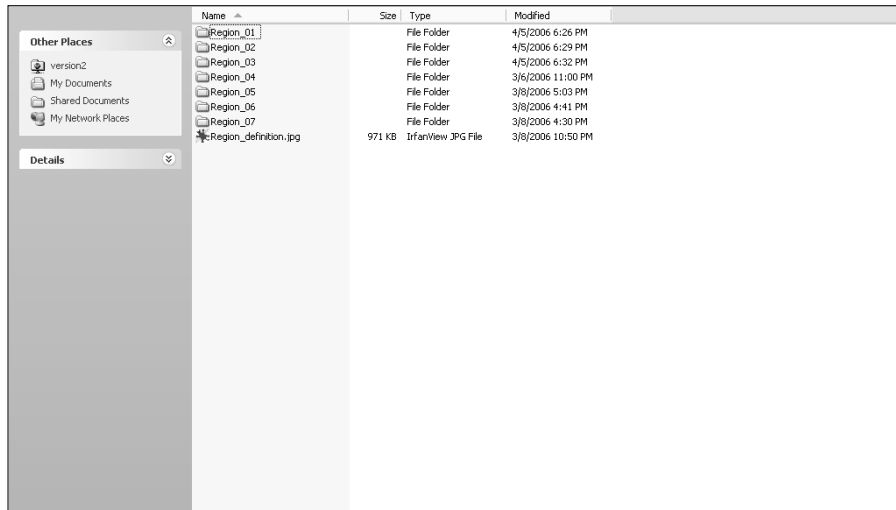 Name Size Type Modified
Other Places
version2
My Documents
Shared Documents
My Network Places
Details
Region_01 File Folder 4/5/2006 6:26 PM
Region_02 File Folder 4/5/2006 6:29 PM
Region_03 File Folder 4/5/2006 6:32 PM
Region_04 File Folder 3/6/2006 11:00 PM
Region_05 File Folder 3/8/2006 5:03 PM
Region_06 File Folder 3/8/2006 4:41 PM
Region_07 File Folder 3/8/2006 4:30 PM
Region_definition.jpg 971 KB IrfanView JPG File 3/8/2006 10:50 PM